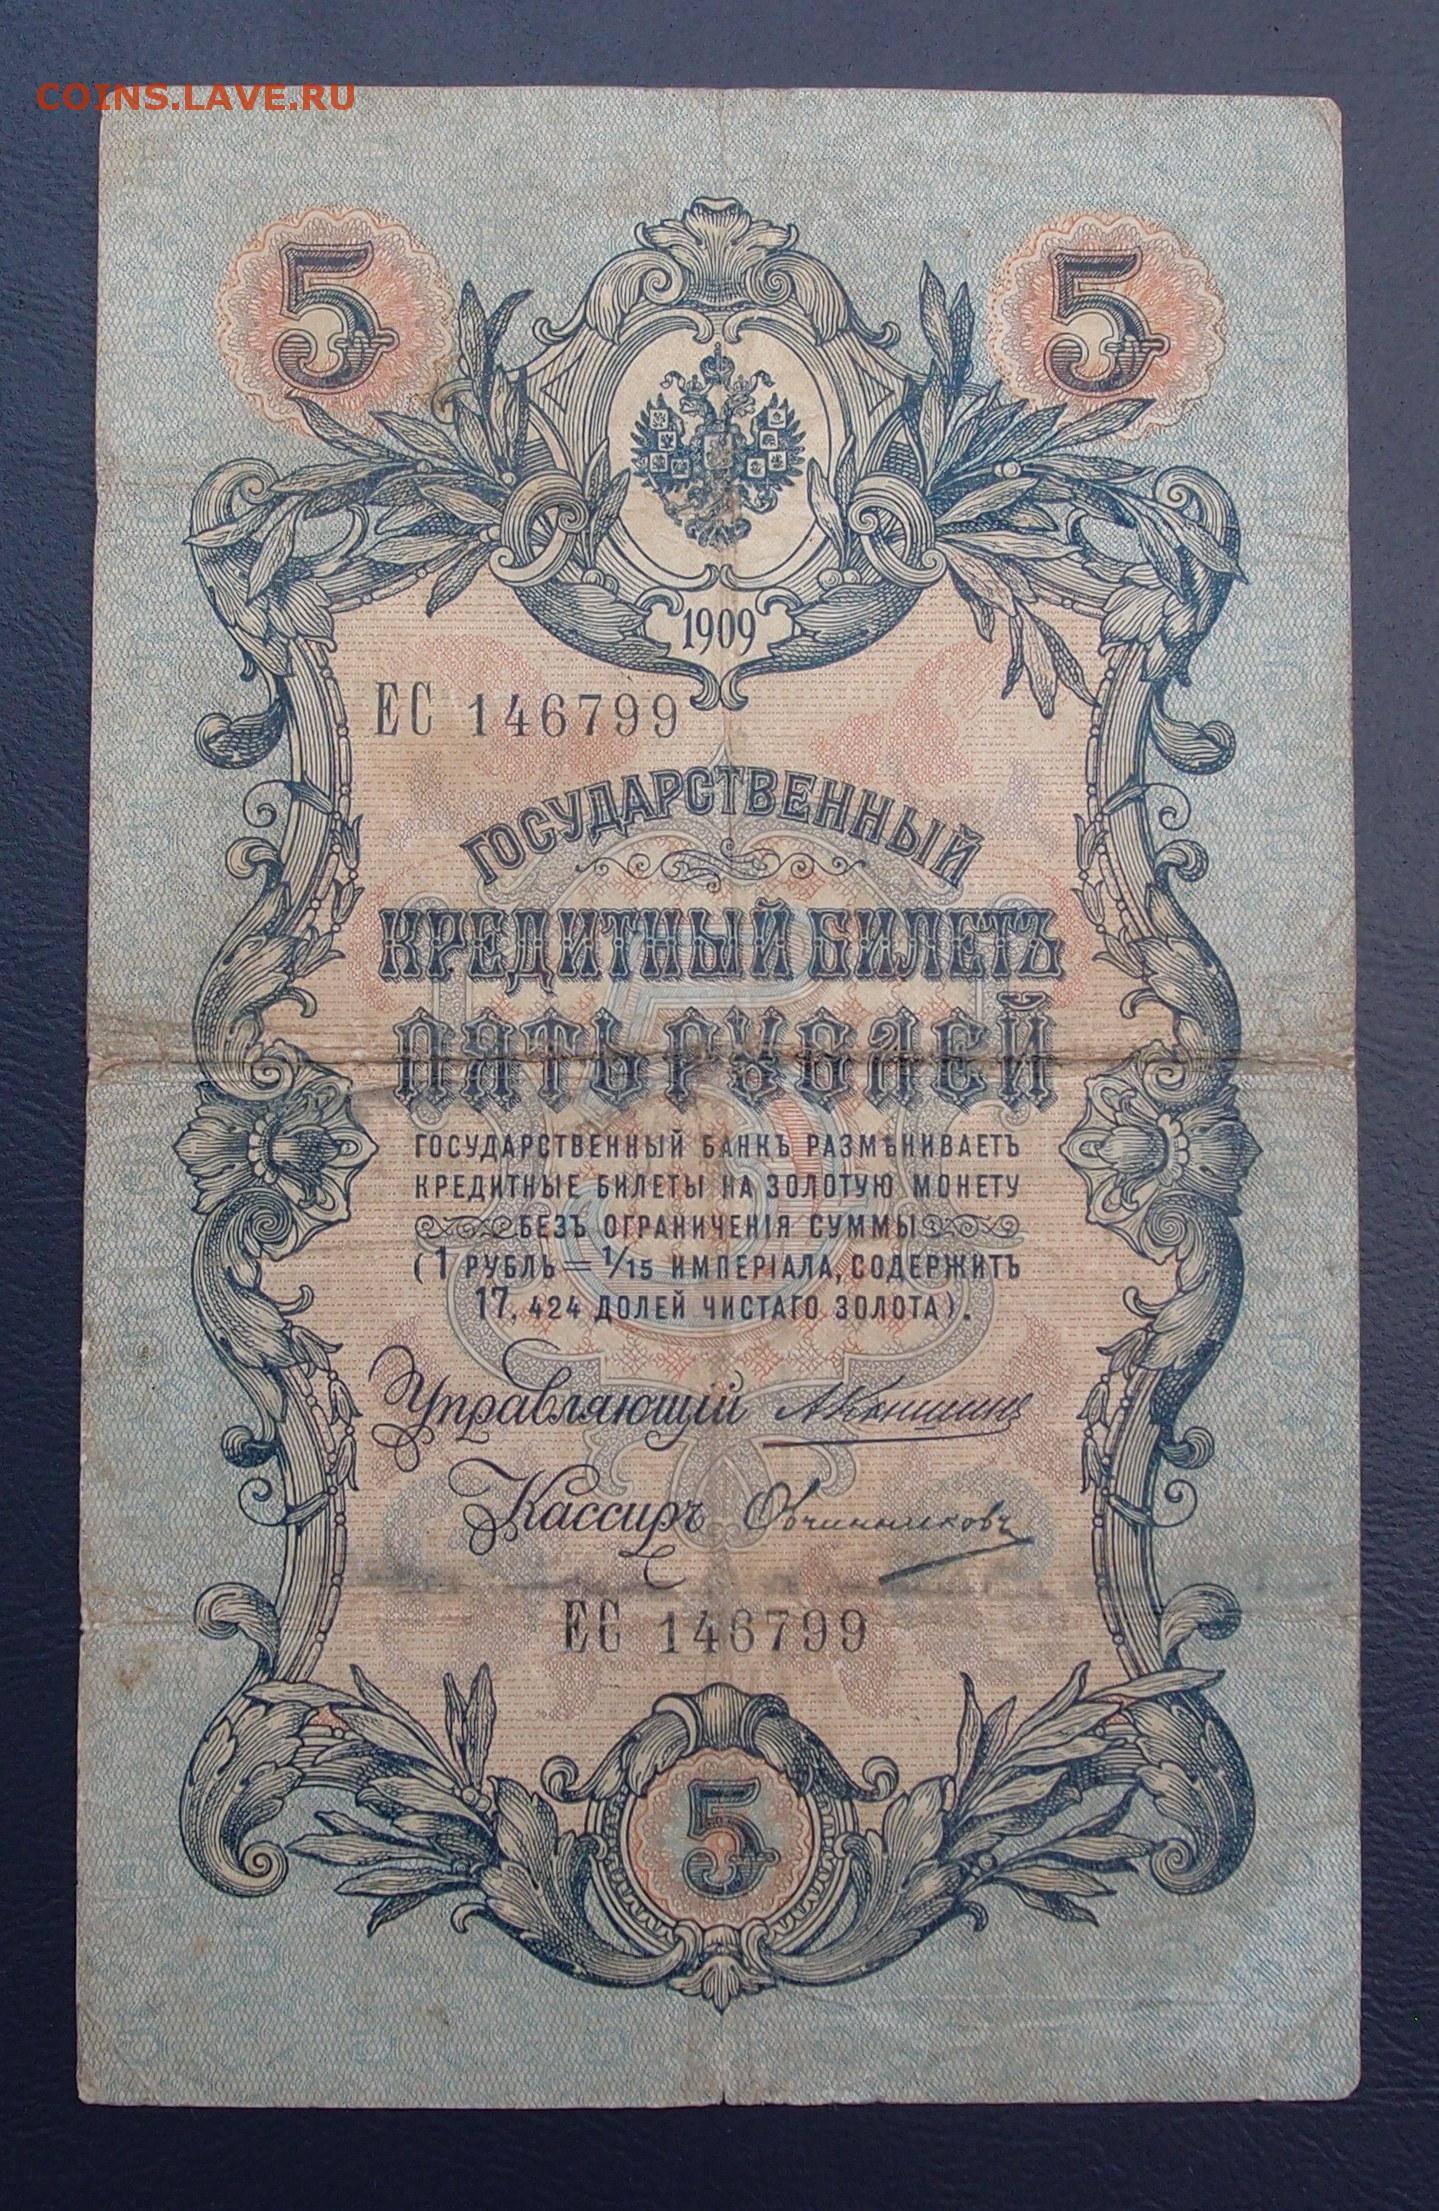 COINS.LAVE.RU
5 5
1909
ЕС 146799
ГОСУДАРСТВЕННЫЙ
КРЕДИТНЫЙ БИЛЕТЪ
ПЯТЬ РУБЛЕЙ
ГОСУДАРСТВЕННЫЙ БАНКЪ РАЗМѢНИВАЕТЪ
КРЕДИТНЫЕ БИЛЕТЫ НА ЗОЛОТУЮ МОНЕТУ
БЕЗЪ ОГРАНИЧЕНІЯ СУММЫ
(1 РУБЛЬ = 1/15 ИМПЕРІАЛА, СОДЕРЖИТЪ
17,424 ДОЛЕЙ ЧИСТАГО ЗОЛОТА).
Управляющій АКоншинъ
Кассиръ Овчинниковъ
ЕС 146799
5